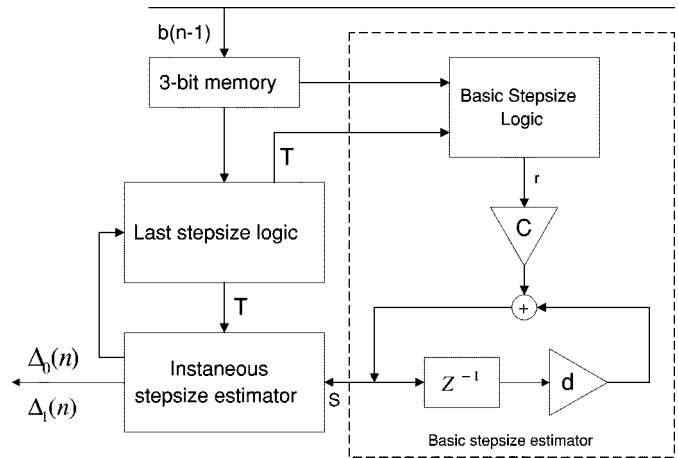 b(n-1)
3-bit memory
Basic Stepsize
Logic
T
r
Last stepsize logic
C
T
+
Δ₀(n)
Δ₁(n)
Instaneous
stepsize estimator
S
Z⁻¹
d
Basic stepsize estimator